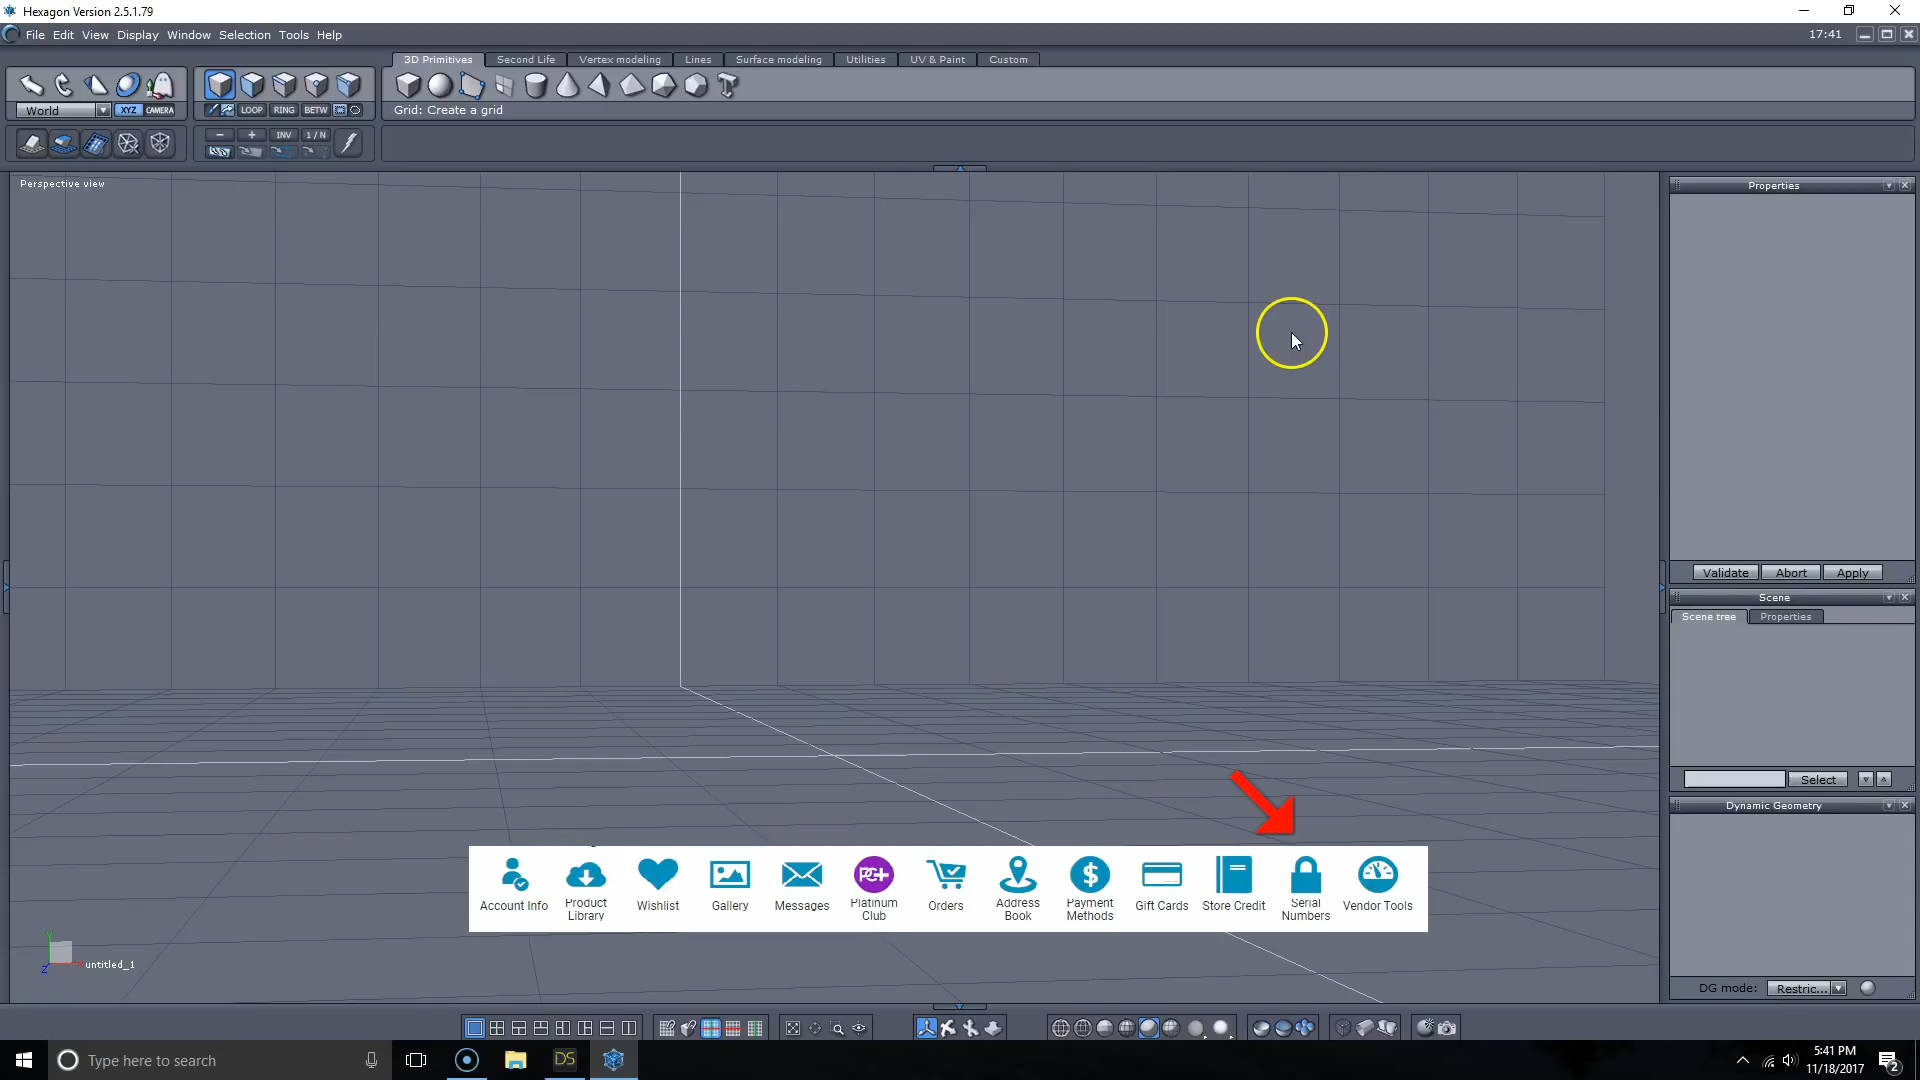 Hexagon Version 2.5.1.79
File Edit View Display Window Selection Tools Help
17:41
3D Primitives Second Life Vertex modeling Lines Surface modeling Utilities UV & Paint Custom
World XYZ CAMERA
LOOP RING BETW
Grid: Create a grid
- + INV 1 / N
Perspective view
Properties
Validate Abort Apply
Scene
Scene tree Properties
Select
Dynamic Geometry
DG mode: Restric...
Account Info
Product
Library
Wishlist
Gallery
Messages
PC+
Platinum
Club
Orders
Address
Book
$
Payment
Methods
Gift Cards
Store Credit
Serial
Numbers
Vendor Tools
Y
Z
X
untitled_1
Type here to search
DS
5:41 PM
11/18/2017
2